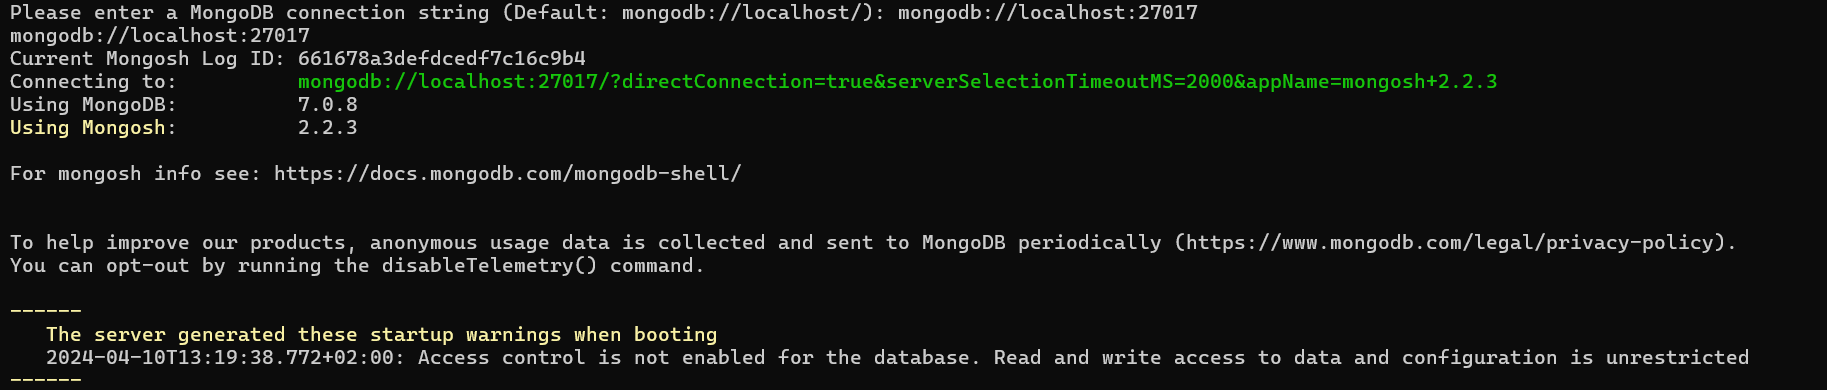 Please enter a MongoDB connection string (Default: mongodb://localhost/): mongodb://localhost:27017
mongodb://localhost:27017
Current Mongosh Log ID: 661678a3defdcedf7c16c9b4
Connecting to:          mongodb://localhost:27017/?directConnection=true&serverSelectionTimeoutMS=2000&appName=mongosh+2.2.3
Using MongoDB:          7.0.8
Using Mongosh:          2.2.3
For mongosh info see: https://docs.mongodb.com/mongodb-shell/
To help improve our products, anonymous usage data is collected and sent to MongoDB periodically (https://www.mongodb.com/legal/privacy-policy).
You can opt-out by running the disableTelemetry() command.
------
   The server generated these startup warnings when booting
   2024-04-10T13:19:38.772+02:00: Access control is not enabled for the database. Read and write access to data and configuration is unrestricted
------